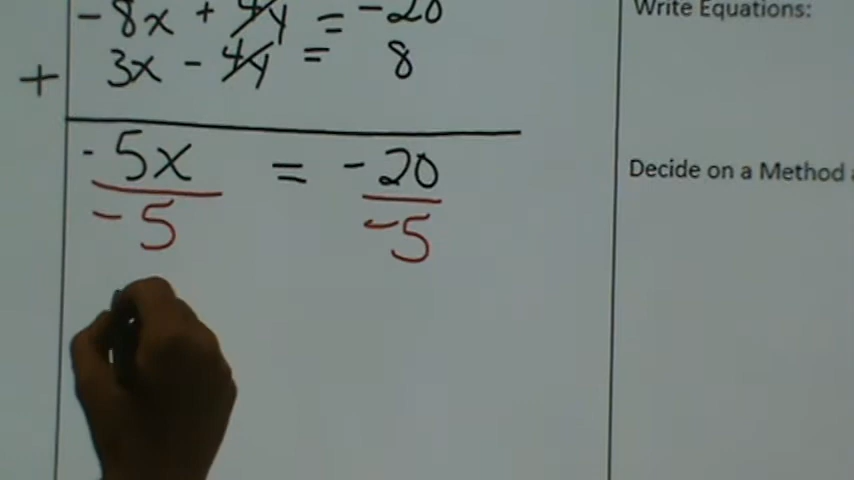 -8x + 4y = -20
+ 3x - 4y = 8
-5x = -20
-5 -5
Write Equations:
Decide on a Method